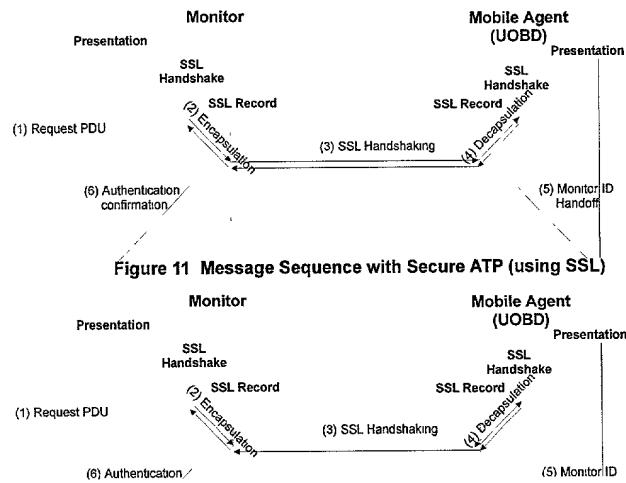 Monitor
Mobile Agent
(UOBD)
Presentation
Presentation
SSL
Handshake
SSL
Handshake
SSL Record
SSL Record
(1) Request PDU
(2) Encapsulation
(3) SSL Handshaking
(4) Decapsulation
(6) Authentication
confirmation
(5) Monitor ID
Handoff
Figure 11 Message Sequence with Secure ATP (using SSL)
Monitor
Mobile Agent
(UOBD)
Presentation
Presentation
SSL
Handshake
SSL
Handshake
SSL Record
SSL Record
(1) Request PDU
(2) Encapsulation
(3) SSL Handshaking
(4) Decapsulation
(6) Authentication
(5) Monitor ID